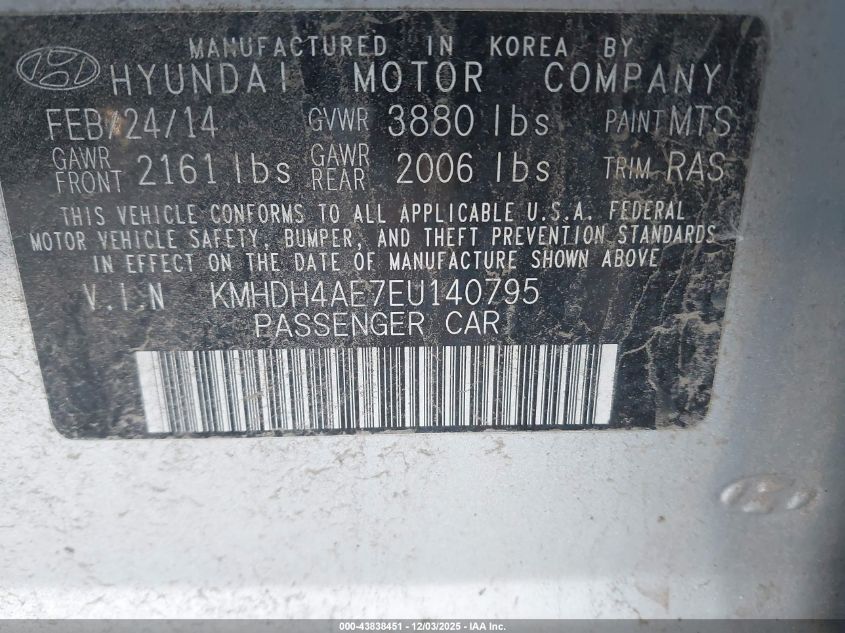 MANUFACTURED IN KOREA BY
HYUNDAI MOTOR COMPANY
FEB/24/14 GVWR 3880 lbs PAINT MTS
GAWR FRONT 2161 lbs GAWR REAR 2006 lbs TRIM RAS
THIS VEHICLE CONFORMS TO ALL APPLICABLE U.S.A. FEDERAL
MOTOR VEHICLE SAFETY, BUMPER, AND THEFT PREVENTION STANDARDS
IN EFFECT ON THE DATE OF MANUFACTURE SHOWN ABOVE.
V.I.N KMHDH4AE7EU140795
PASSENGER CAR
000-43838451 - 12/03/2025 - IAA Inc.